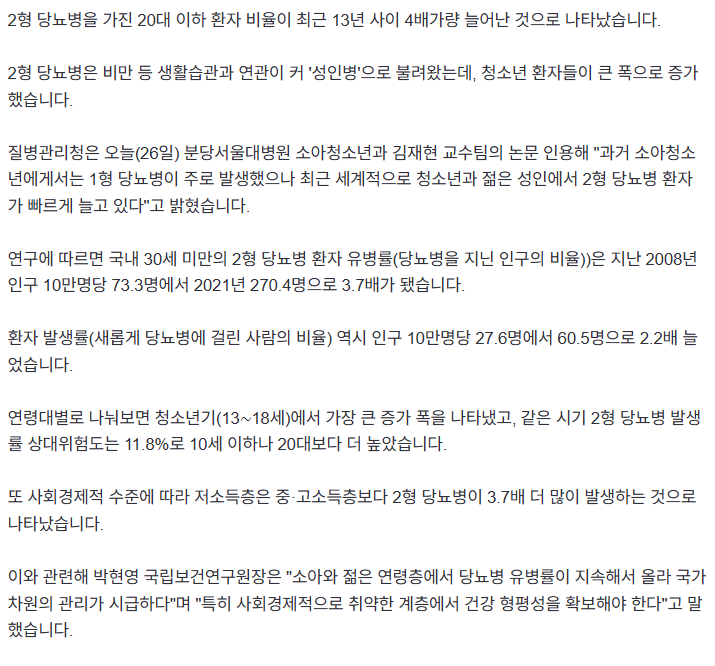 2형 당뇨병을 가진 20대 이하 환자 비율이 최근 13년 사이 4배가량 늘어난 것으로 나타났습니다.
2형 당뇨병은 비만 등 생활습관과 연관이 커 '성인병'으로 불려왔는데, 청소년 환자들이 큰 폭으로 증가
했습니다.
질병관리청은 오늘(26일) 분당서울대병원 소아청소년과 김재현 교수팀의 논문 인용해 "과거 소아청소
년에게서는 1형 당뇨병이 주로 발생했으나 최근 세계적으로 청소년과 젊은 성인에서 2형 당뇨병 환자
가 빠르게 늘고 있다"고 밝혔습니다.
연구에 따르면 국내 30세 미만의 2형 당뇨병 환자 유병률(당뇨병을 지닌 인구의 비율))은 지난 2008년
인구 10만명당 73.3명에서 2021년 270.4명으로 3.7배가 됐습니다.
환자 발생률(새롭게 당뇨병에 걸린 사람의 비율) 역시 인구 10만명당 27.6명에서 60.5명으로 2.2배 늘
었습니다.
연령대별로 나눠보면 청소년기(13∼18세)에서 가장 큰 증가 폭을 나타냈고, 같은 시기 2형 당뇨병 발생
률 상대위험도는 11.8%로 10세 이하나 20대보다 더 높았습니다.
또 사회경제적 수준에 따라 저소득층은 중·고소득층보다 2형 당뇨병이 3.7배 더 많이 발생하는 것으로
나타났습니다.
이와 관련해 박현영 국립보건연구원장은 "소아와 젊은 연령층에서 당뇨병 유병률이 지속해서 올라 국가
차원의 관리가 시급하다"며 "특히 사회경제적으로 취약한 계층에서 건강 형평성을 확보해야 한다"고 말
했습니다.